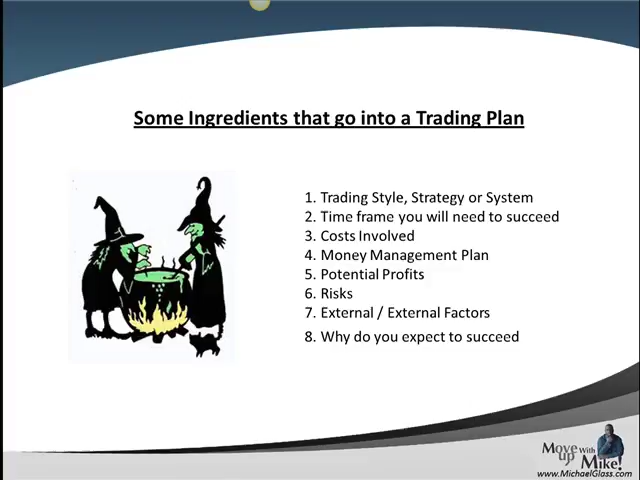 Some Ingredients that go into a Trading Plan
1. Trading Style, Strategy or System
2. Time frame you will need to succeed
3. Costs Involved
4. Money Management Plan
5. Potential Profits
6. Risks
7. External / External Factors
8. Why do you expect to succeed
Move up With Mike!
www.MichaelGlass.com